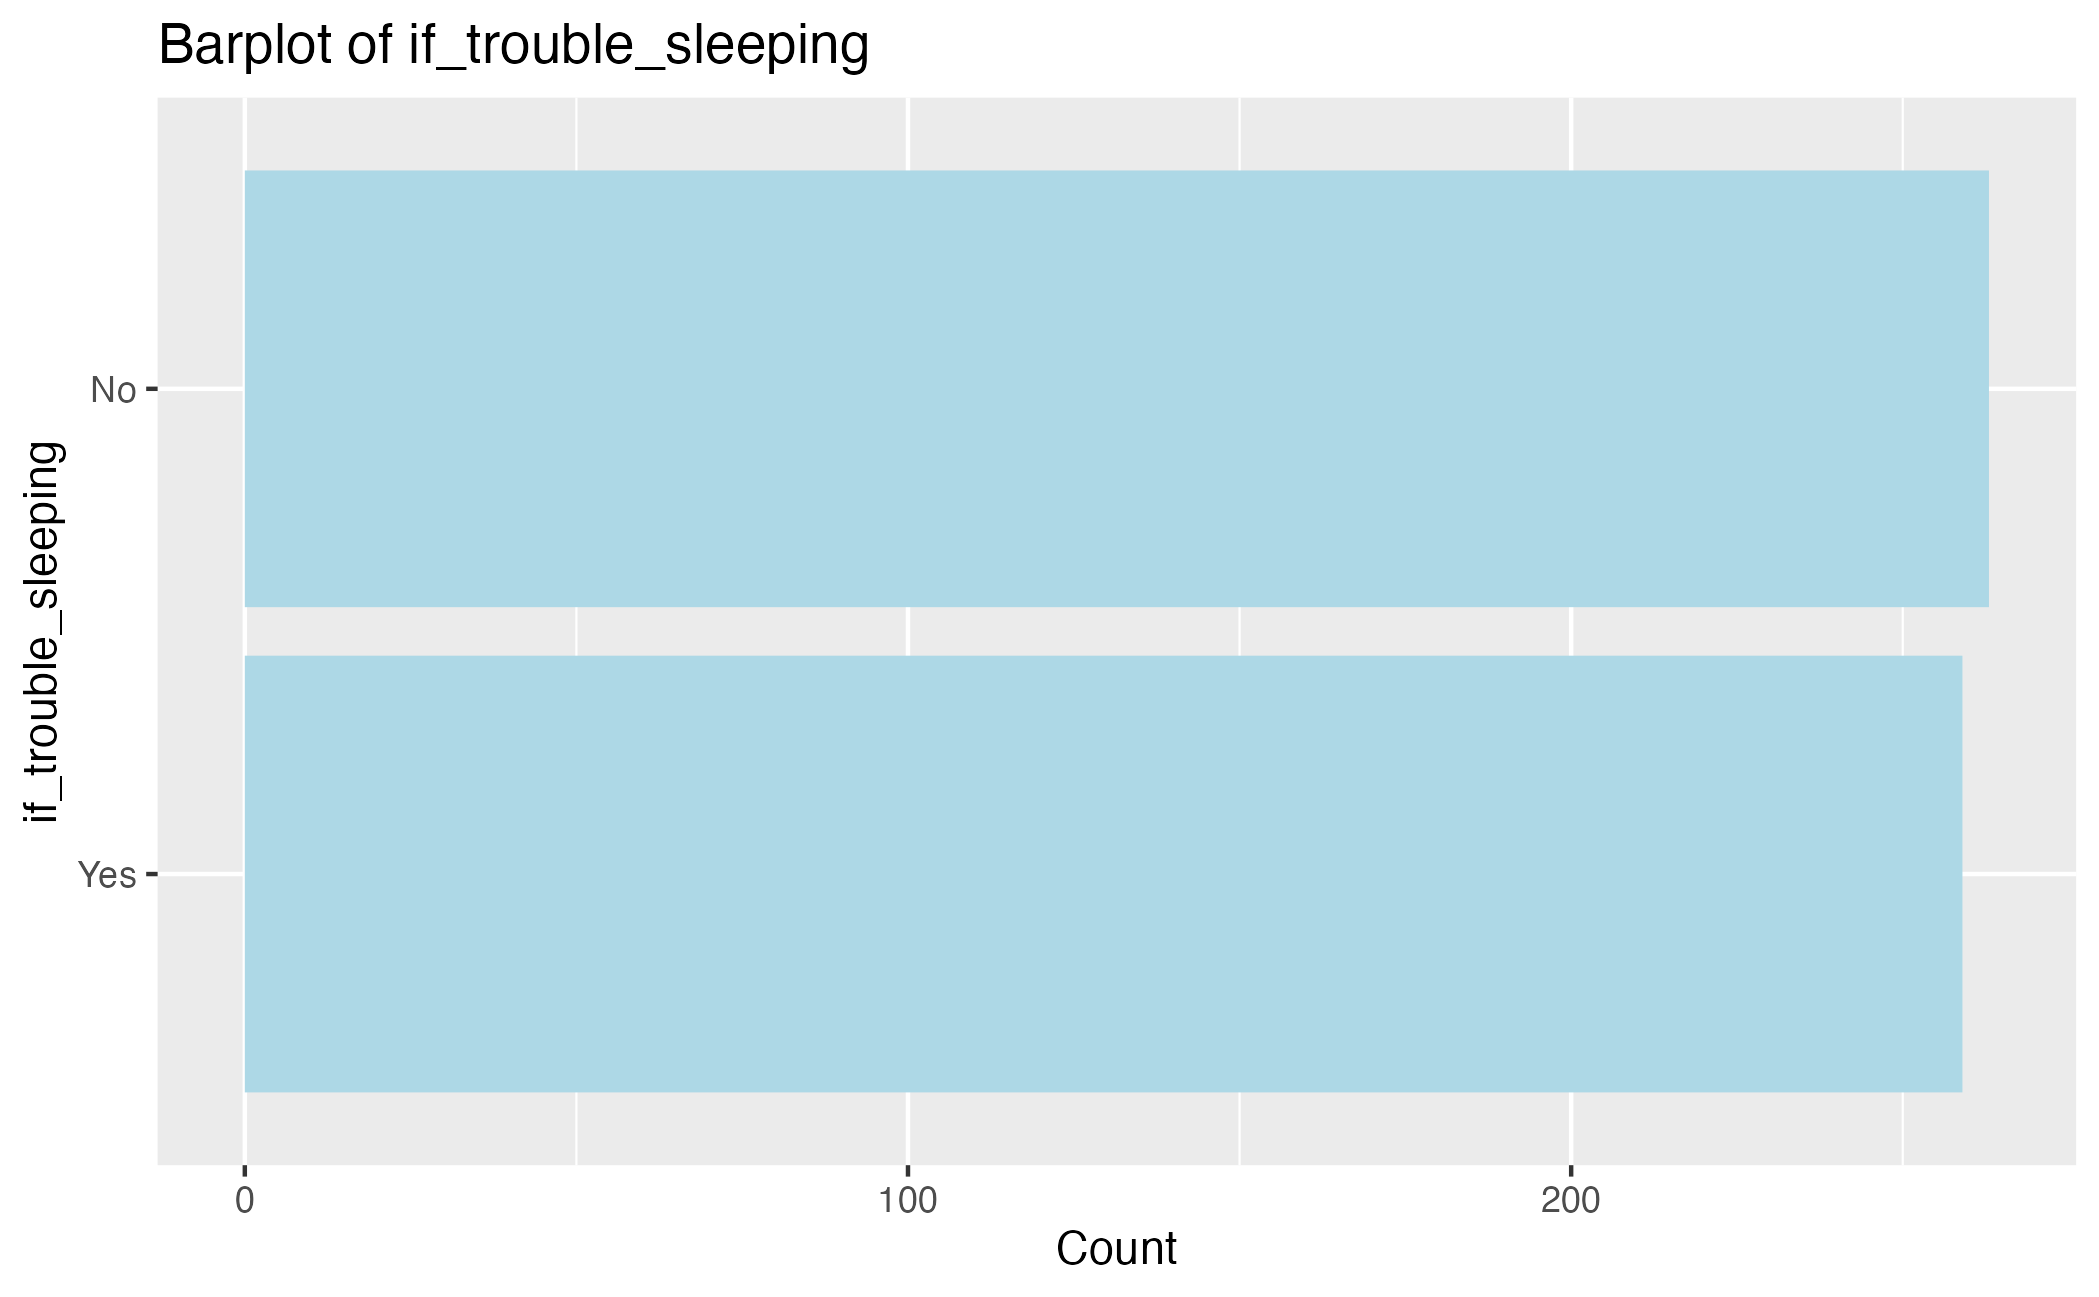 Barplot of if_trouble_sleeping
if_trouble_sleeping
No
Yes
0
100
200
Count